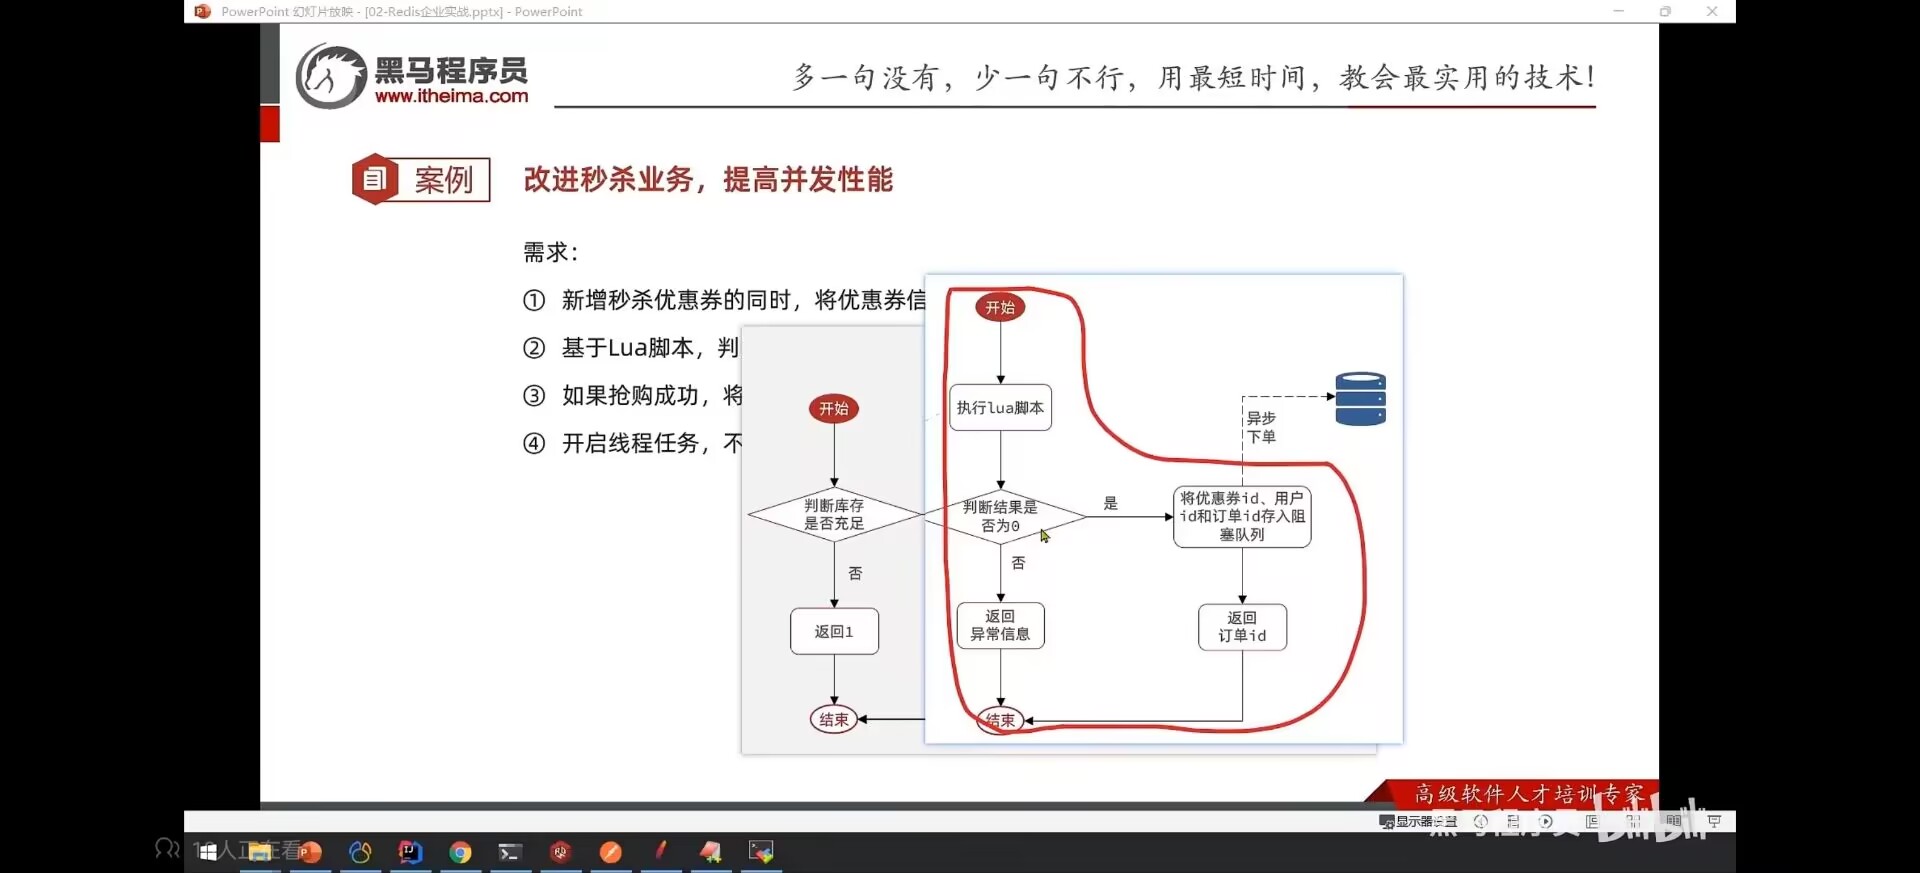 PowerPoint 幻灯片放映 - [02-Redis企业实战.pptx] - PowerPoint
黑马程序员
www.itheima.com
多一句没有，少一句不行，用最短时间，教会最实用的技术！
案例
改进秒杀业务，提高并发性能
需求：
① 新增秒杀优惠券的同时，将优惠券信
② 基于Lua脚本，判
③ 如果抢购成功，将
④ 开启线程任务，不
开始
判断库存
是否充足
否
返回1
结束
开始
执行lua脚本
判断结果是
否为0
是
否
返回
异常信息
结束
将优惠券id、用户
id和订单id存入阻
塞队列
异步
下单
返回
订单id
高级软件人才培训专家
黑马程序员
bilibili
显示器设置
人正在看